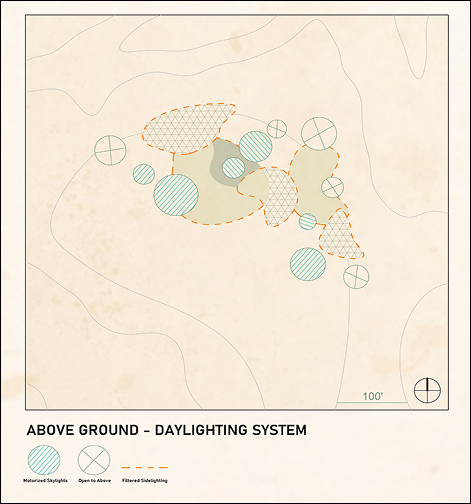 100'
ABOVE GROUND - DAYLIGHTING SYSTEM
Motorized Skylights Open to Above Filtered Sidelighting